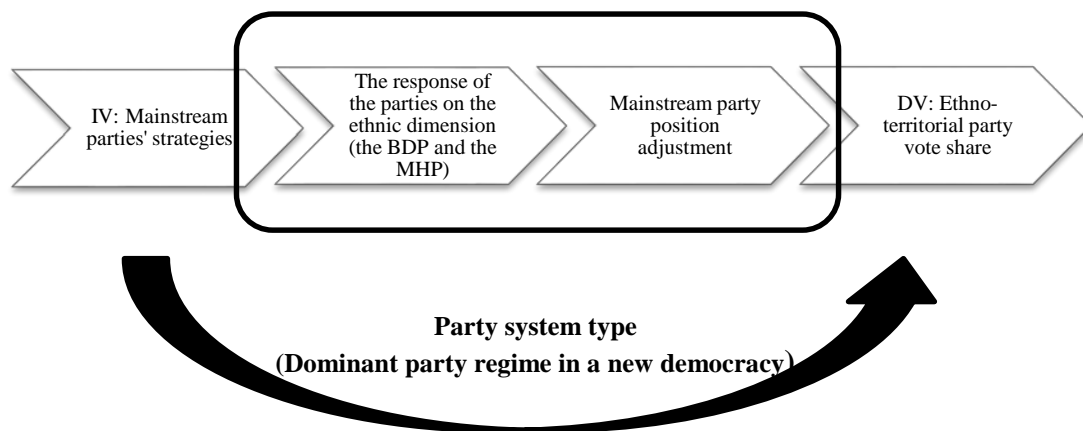 IV: Mainstream
parties' strategies
The response of
the parties on the
ethnic dimension
(the BDP and the
MHP)
Mainstream party
position
adjustment
DV: Ethno-
territorial party
vote share
Party system type
(Dominant party regime in a new democracy)